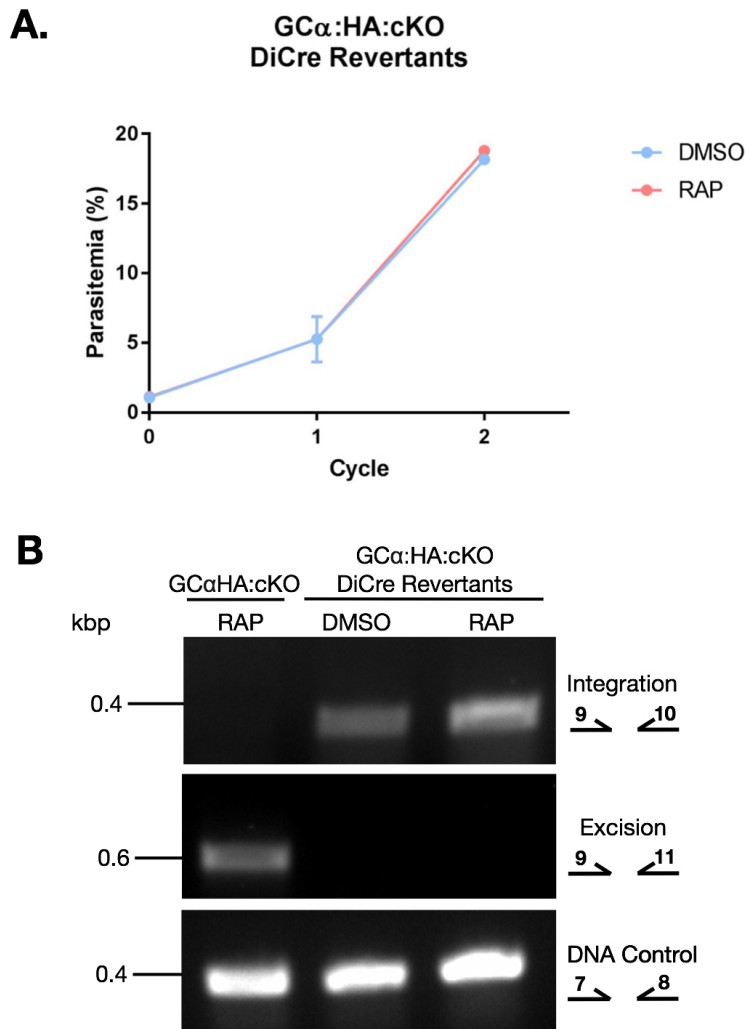 A.
GCα:HA:cKO
DiCre Revertants
20
15
10
5
0
Parasitemia (%)
0 1 2
Cycle
DMSO
RAP
B
GCα:HA:cKO
GCαHA:cKO DiCre Revertants
kbp RAP DMSO RAP
0.4
Integration
9 10
0.6
Excision
9 11
0.4
DNA Control
7 8